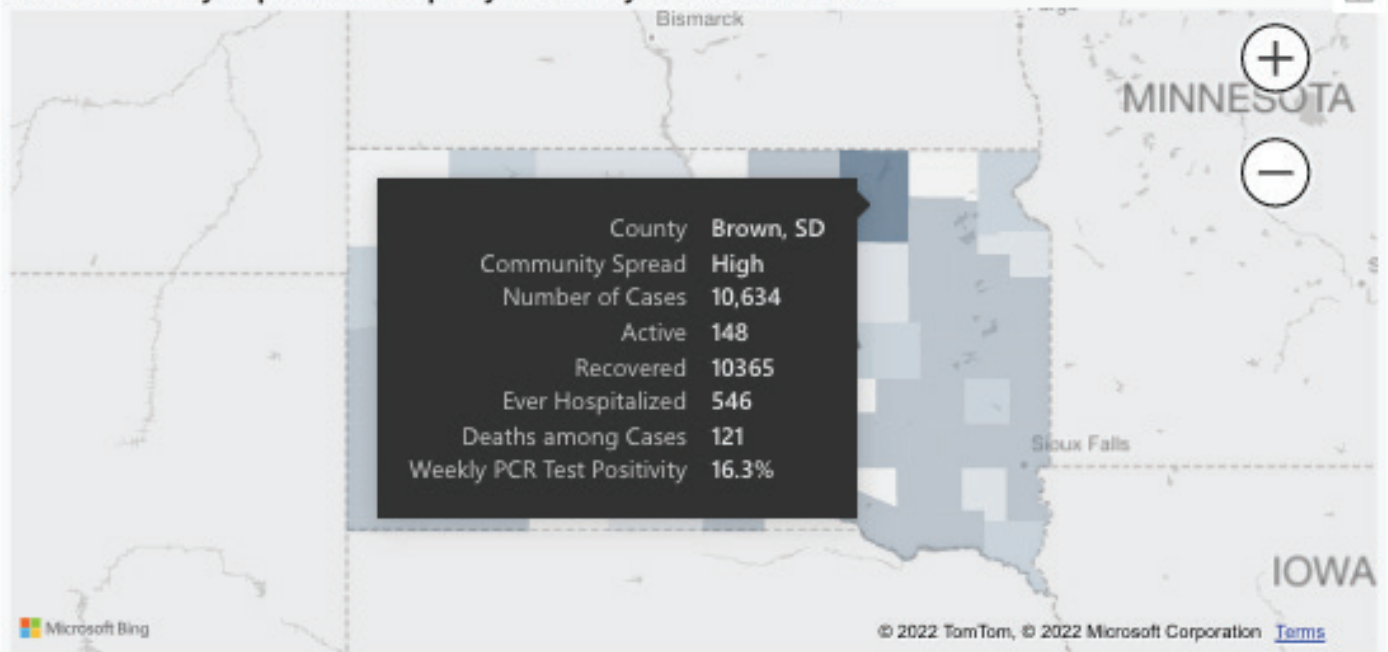 Bismarck
MINNESOTA
County Brown, SD
Community Spread High
Number of Cases 10,634
Active 148
Recovered 10365
Ever Hospitalized 546
Deaths among Cases 121
Weekly PCR Test Positivity 16.3%
Sioux Falls
IOWA
Microsoft Bing
© 2022 TomTom, © 2022 Microsoft Corporation Terms